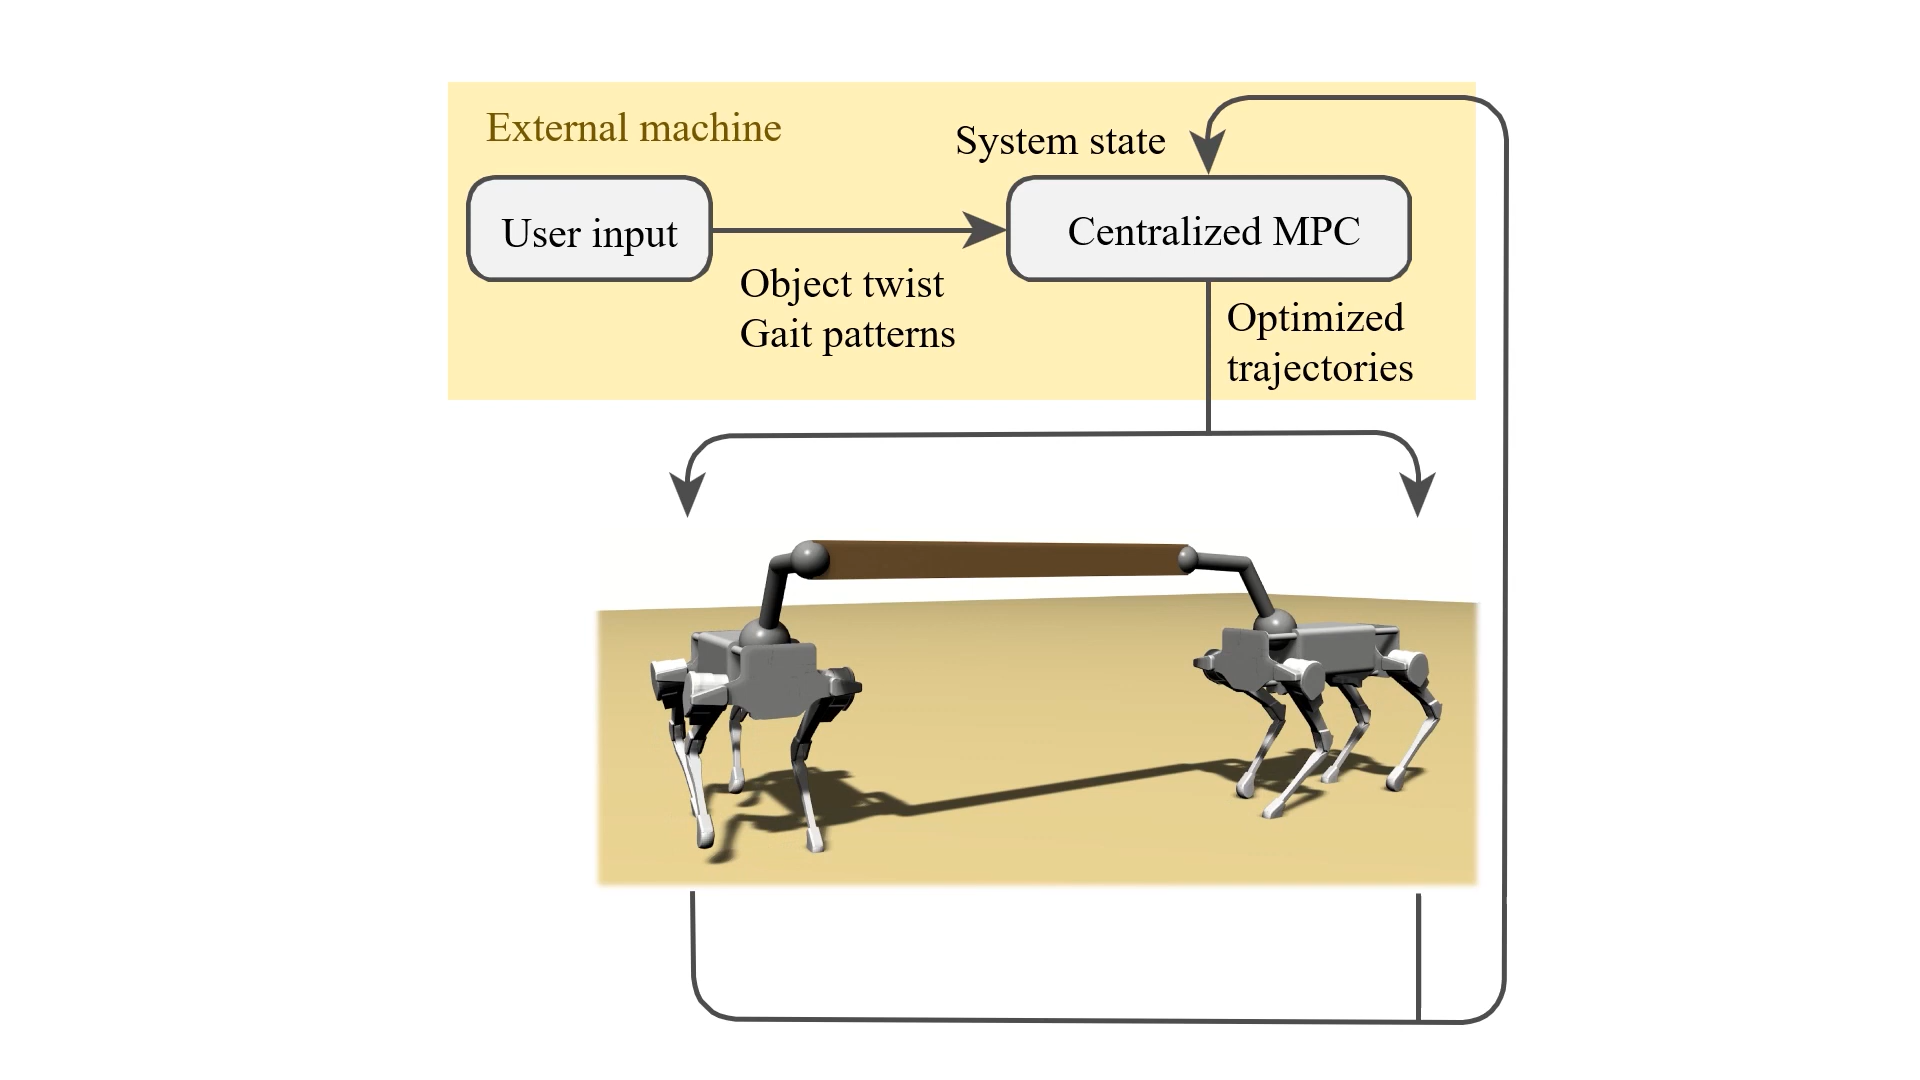 External machine
System state
User input
Centralized MPC
Object twist
Gait patterns
Optimized
trajectories